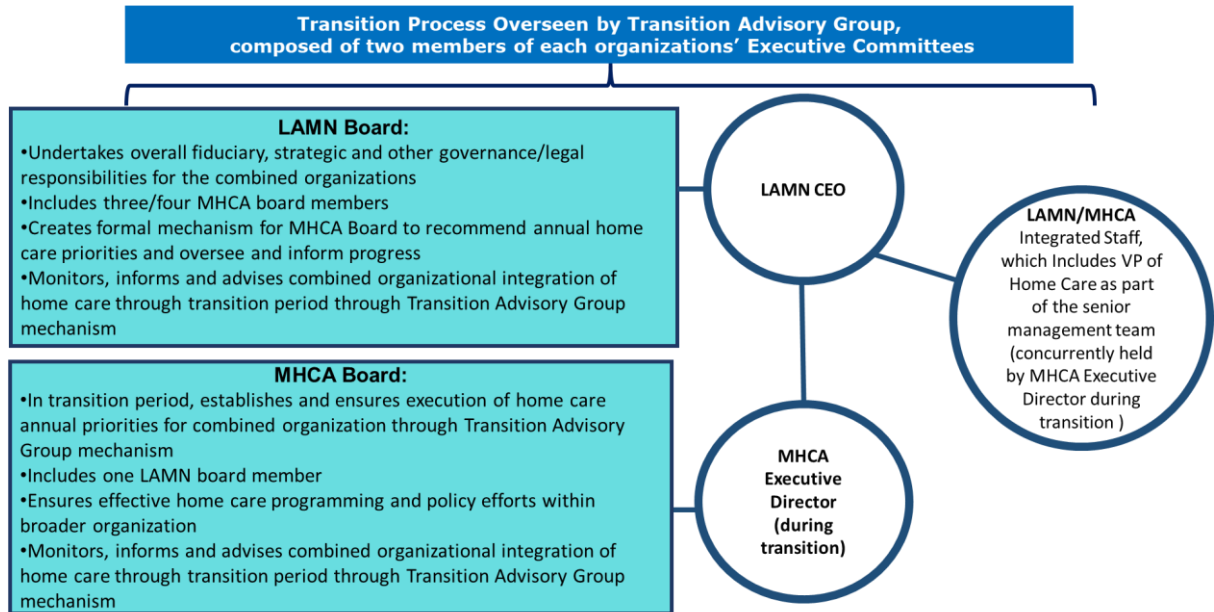 Transition Process Overseen by Transition Advisory Group,
composed of two members of each organizations’ Executive Committees
LAMN Board:
•Undertakes overall fiduciary, strategic and other governance/legal
responsibilities for the combined organizations
•Includes three/four MHCA board members
•Creates formal mechanism for MHCA Board to recommend annual home
care priorities and oversee and inform progress
•Monitors, informs and advises combined organizational integration of
home care through transition period through Transition Advisory Group
mechanism
MHCA Board:
•In transition period, establishes and ensures execution of home care
annual priorities for combined organization through Transition Advisory
Group mechanism
•Includes one LAMN board member
•Ensures effective home care programming and policy efforts within
broader organization
•Monitors, informs and advises combined organizational integration of
home care through transition period through Transition Advisory Group
mechanism
LAMN CEO
MHCA
Executive
Director
(during
transition)
LAMN/MHCA
Integrated Staff,
which Includes VP of
Home Care as part
of the senior
management team
(concurrently held
by MHCA Executive
Director during
transition )